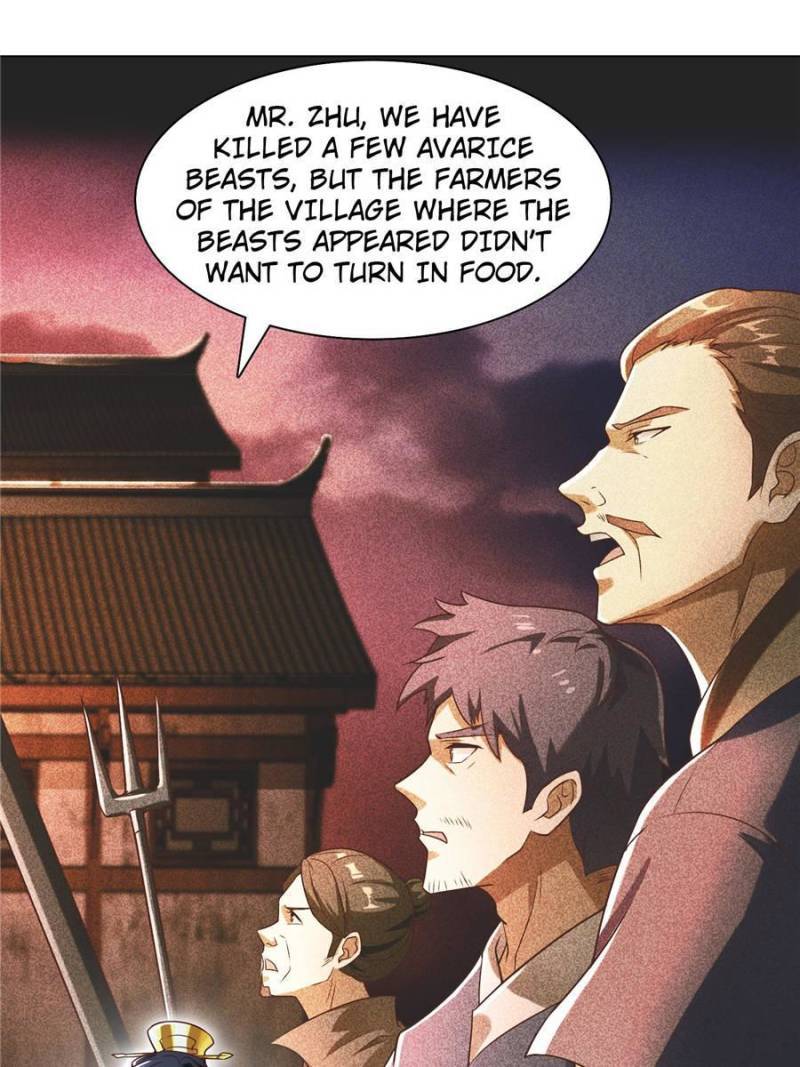 MR. ZHU, WE HAVE
KILLED A FEW AVARICE
BEASTS, BUT THE FARMERS
OF THE VILLAGE WHERE THE
BEASTS APPEARED DIDN'T
WANT TO TURN IN FOOD.